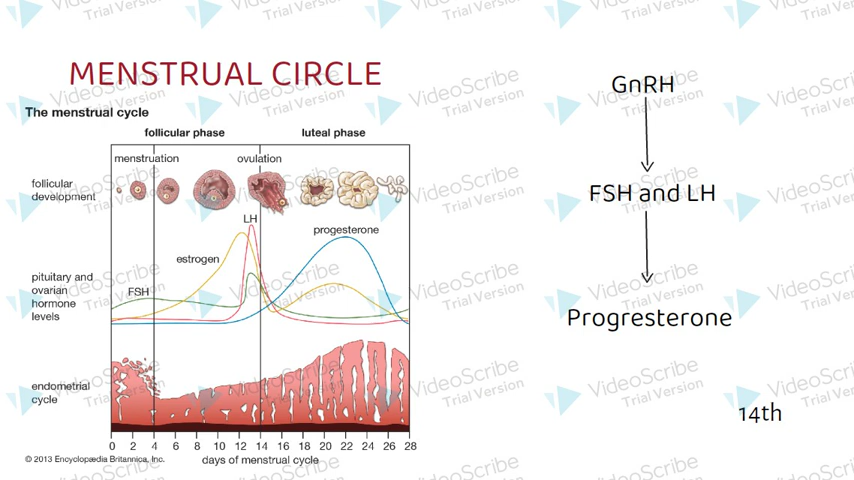 MENSTRUAL CIRCLE
The menstrual cycle
follicular phase luteal phase
menstruation ovulation
follicular
development
LH
progesterone
estrogen
pituitary and
ovarian
hormone
levels
FSH
endometrial
cycle
0 2 4 6 8 10 12 14 16 18 20 22 24 26 28
days of menstrual cycle
© 2013 Encyclopædia Britannica, Inc.
GnRH
FSH and LH
Progresterone
14th
VideoScribe
Trial Version